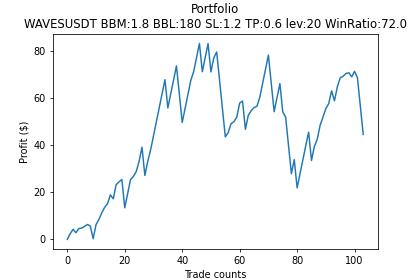 Portfolio
WAVESUSDT BBM:1.8 BBL:180 SL:1.2 TP:0.6 lev:20 WinRatio:72.0
Profit ($)
80
60
40
20
0
0 20 40 60 80 100
Trade counts